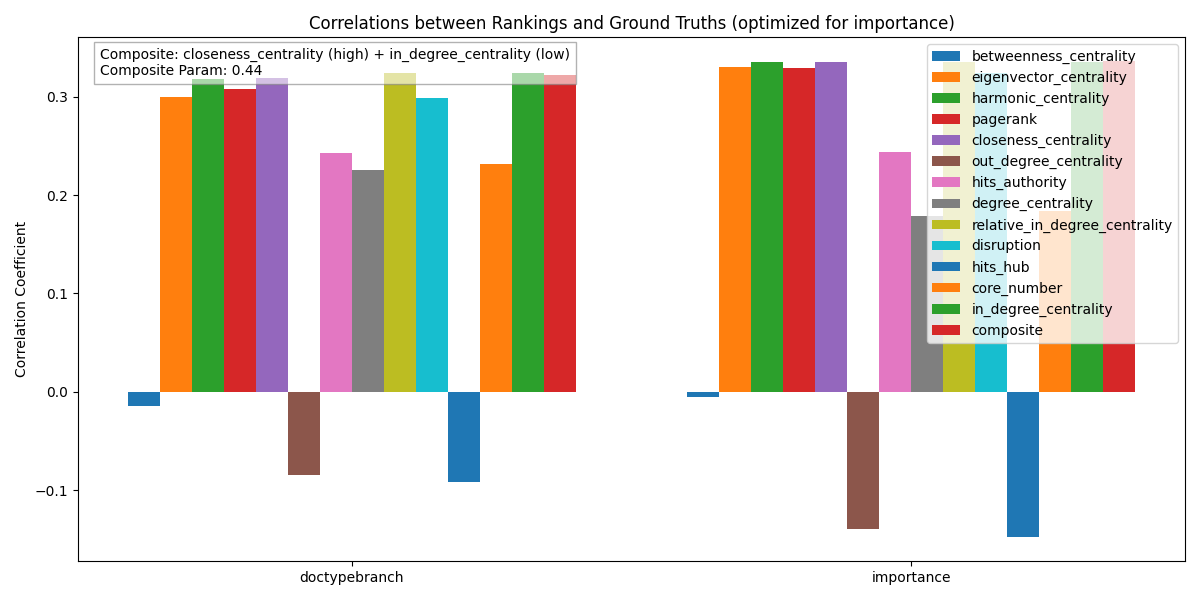 Correlations between Rankings and Ground Truths (optimized for importance)
Composite: closeness_centrality (high) + in_degree_centrality (low)
Composite Param: 0.44
betweenness_centrality
eigenvector_centrality
harmonic_centrality
pagerank
closeness_centrality
out_degree_centrality
hits_authority
degree_centrality
relative_in_degree_centrality
disruption
hits_hub
core_number
in_degree_centrality
composite
Correlation Coefficient
0.3
0.2
0.1
0.0
−0.1
doctypebranch
importance